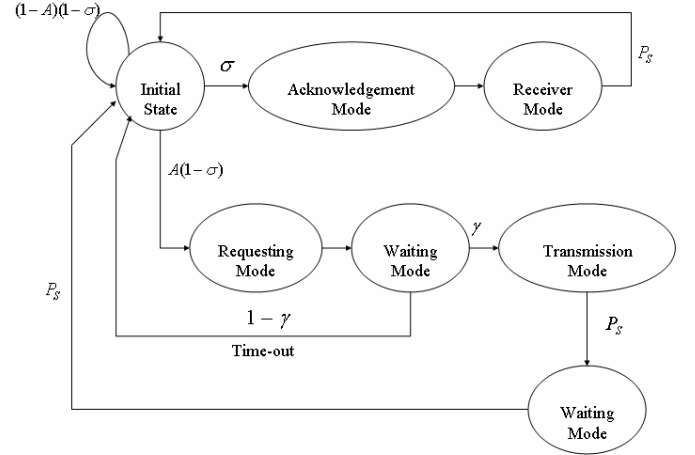 (1− A)(1− σ)
P_S
σ
Initial
State
Acknowledgement
Mode
Receiver
Mode
A(1− σ)
γ
Requesting
Mode
Waiting
Mode
Transmission
Mode
P_S
1 − γ
P_S
Time-out
Waiting
Mode